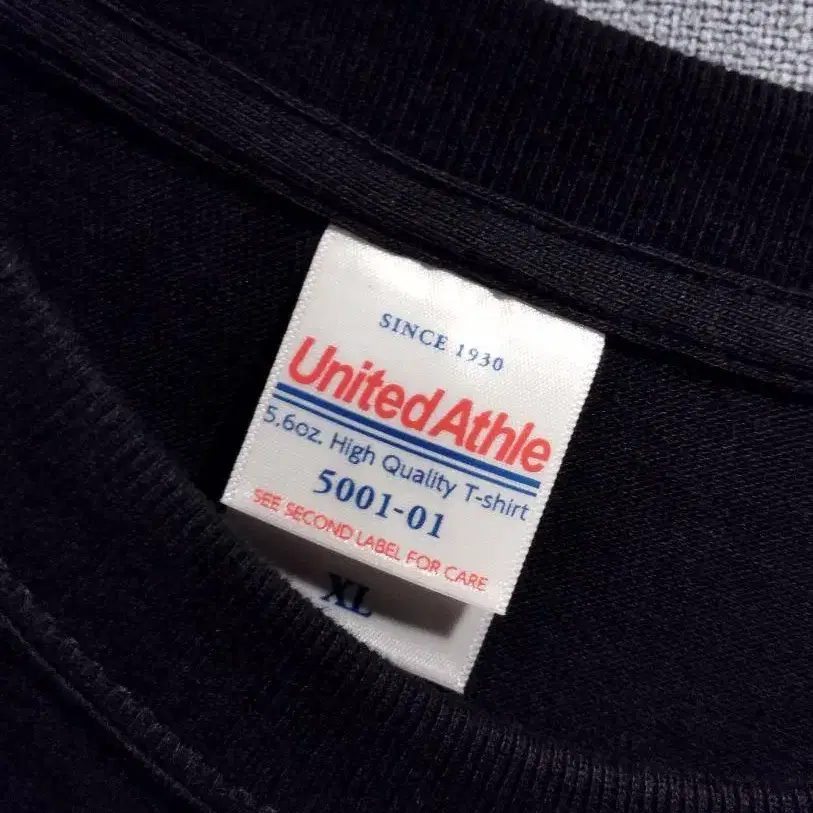 SINCE 1930
UnitedAthle
5.6oz. High Quality T-shirt
5001-01
SEE SECOND LABEL FOR CARE
XL